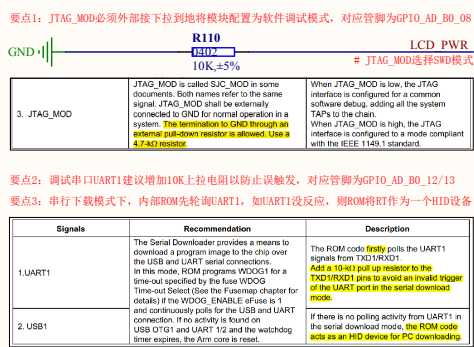 要点1：JTAG_MOD必须外部接下拉到地将模块配置为软件调试模式，对应管脚为GPIO_AD_B0_08
R110
GND
0402
LCD_PWR
10K,±5%
# JTAG_MOD选择SWD模式
3. JTAG_MOD
JTAG_MOD is called SJC_MOD in some
documents. Both names refer to the same
signal. JTAG_MOD shall be externally
connected to GND for normal operation in a
system. The termination to GND through an
external pull-down resistor is allowed. Use a
4.7-kΩ resistor.
When JTAG_MOD is low, the JTAG
interface is configured for a common
software debug, adding all the system
TAPs to the chain.
When JTAG_MOD is high, the JTAG
interface is configured to a mode compliant
with the IEEE 1149.1 standard.
要点2：调试串口UART1建议增加10K上拉电阻以防止误触发，对应管脚为GPIO_AD_B0_12/13
要点3：串行下载模式下，内部ROM先轮询UART1，如UART1没反应，则ROM将RT作为一个HID设备
Signals
Recommendation
Description
1.UART1
The Serial Downloader provides a means to
download a program image to the chip over
the USB and UART serial connections.
In this mode, ROM programs WDOG1 for a
time-out specified by the fuse WDOG
Time-out Select (See the Fusemap chapter for
details) if the WDOG_ENABLE eFuse is 1
and continuously polls for the USB and UART
connection. If no activity is found on
USB OTG1 and UART 1/2 and the watchdog
timer expires, the Arm core is reset.
The ROM code firstly polls the UART1
signals from TXD1/RXD1.
Add a 10-kΩ pull up resistor to the
TXD1/RXD1 pins to avoid an invalid trigger
of the UART port in the serial download
mode.
2. USB1
If there is no polling activity from UART1 in
the serial download mode, the ROM code
acts as an HID device for PC downloading.